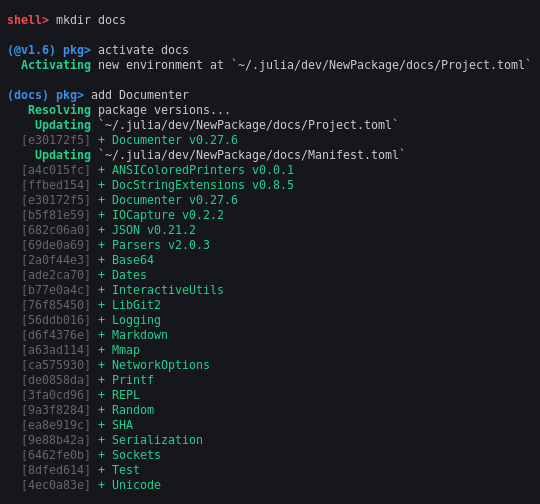 shell> mkdir docs
(@v1.6) pkg> activate docs
Activating new environment at `~/.julia/dev/NewPackage/docs/Project.toml`
(docs) pkg> add Documenter
Resolving package versions...
Updating `~/.julia/dev/NewPackage/docs/Project.toml`
[e30172f5] + Documenter v0.27.6
Updating `~/.julia/dev/NewPackage/docs/Manifest.toml`
[a4c015fc] + ANSIColoredPrinters v0.0.1
[ffbed154] + DocStringExtensions v0.8.5
[e30172f5] + Documenter v0.27.6
[b5f81e59] + IOCapture v0.2.2
[682c06a0] + JSON v0.21.2
[69de0a69] + Parsers v2.0.3
[2a0f44e3] + Base64
[ade2ca70] + Dates
[b77e0a4c] + InteractiveUtils
[76f85450] + LibGit2
[56ddb016] + Logging
[d6f4376e] + Markdown
[a63ad114] + Mmap
[ca575930] + NetworkOptions
[de0858da] + Printf
[3fa0cd96] + REPL
[9a3f8284] + Random
[ea8e919c] + SHA
[9e88b42a] + Serialization
[6462fe0b] + Sockets
[8dfed614] + Test
[4ec0a83e] + Unicode